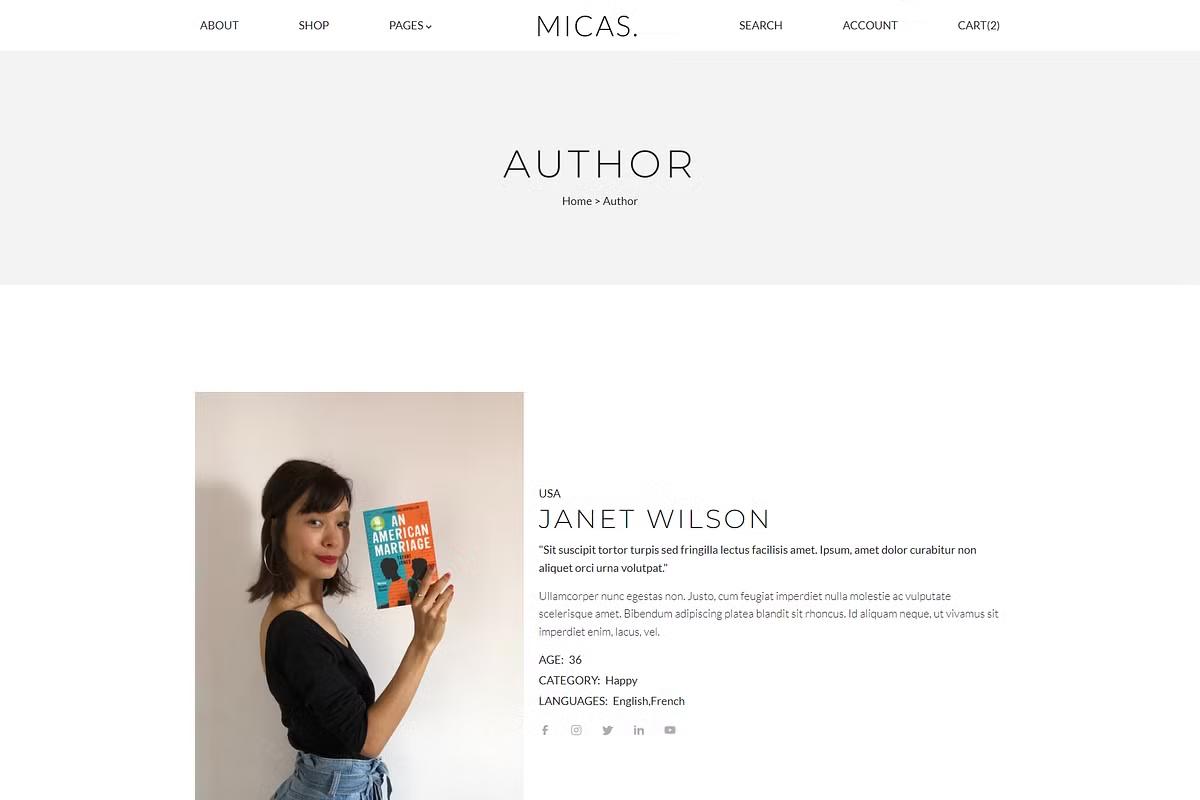 ABOUT
SHOP
PAGES
MICAS.
SEARCH
ACCOUNT
CART(2)
AUTHOR
Home > Author
AN
AMERICAN
MARRIAGE
TAYARI
JONES
USA
JANET WILSON
"Sit suscipit tortor turpis sed fringilla lectus facilisis amet. Ipsum, amet dolor curabitur non
aliquet orci urna volutpat."
Ullamcorper nunc egestas non. Justo, cum feugiat imperdiet nulla molestie ac vulputate
scelerisque amet. Bibendum adipiscing platea blandit sit rhoncus. Id aliquam neque, ut vivamus sit
imperdiet enim, lacus, vel.
AGE: 36
CATEGORY: Happy
LANGUAGES: English,French